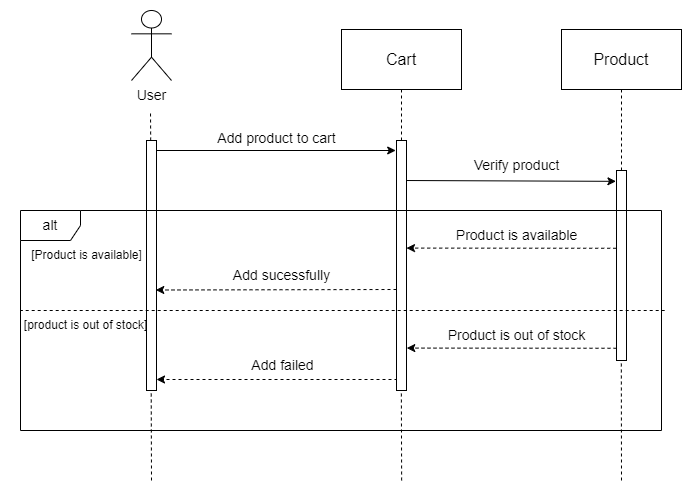 User
Cart
Product
Add product to cart
Verify product
alt
[Product is available]
Product is available
Add sucessfully
[product is out of stock]
Product is out of stock
Add failed